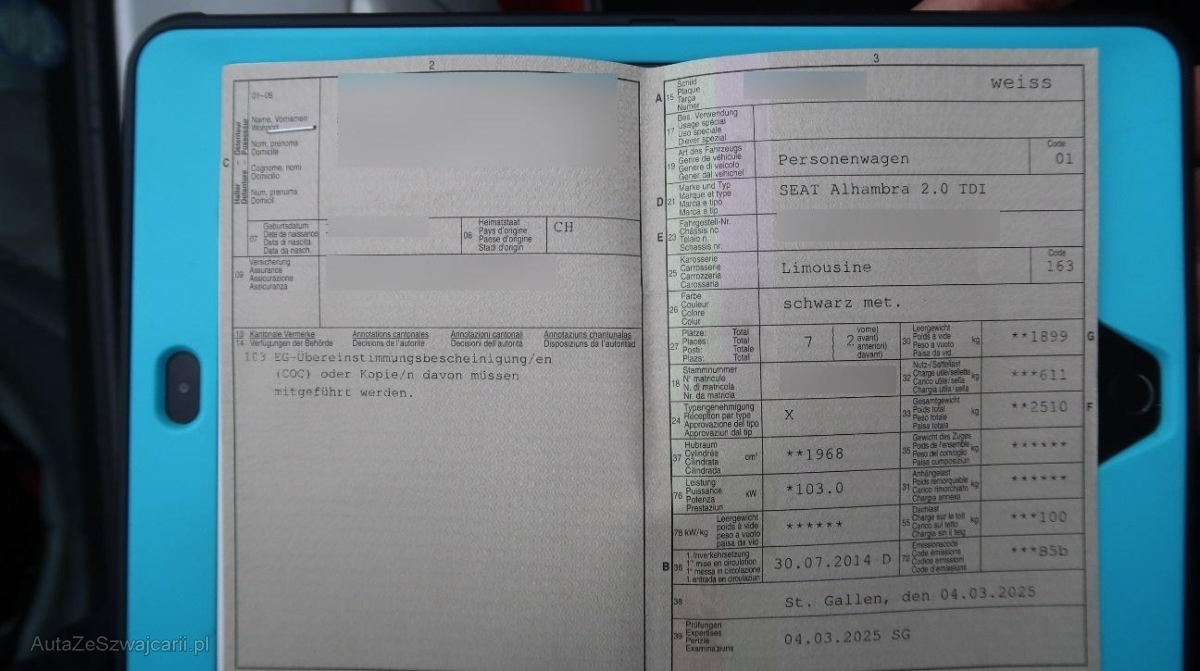 2
01-06
Name, Vornamen
Wohnort
Nom, prénoms
Domicile
Cognome, nomi
Domicilio
Num, prenums
Domicil
C
07
Geburtsdatum
Date de naissance
Data di nascita
Data da nasch.
08
Heimatstaat
Pays d'origine
Paese d'origine
Stadi d'origin
CH
09
Versicherung
Assurance
Assicurazione
Assicuranza
13 Kantonale Vermerke Annotations cantonales Annotazioni cantonali Annotaziuns chantunalas
14 Verfügungen der Behörde Décisions de l'autorité Decisioni dell'autorità Disposiziuns da l'autoritad
103 EG-Übereinstimmungsbescheinigung/en
(COC) oder Kopie/n davon müssen
mitgeführt werden.
3
A 15
Schild
Plaque
Targa
Numer
weiss
17
Bes. Verwendung
Usage spécial
Uso speciale
Diever spezial
19
Art des Fahrzeugs
Genre de véhicule
Genere di veicolo
Gener dal vehichel
Personenwagen
Code
01
D 21
Marke und Typ
Marque et type
Marca e tipo
Marca e tip
SEAT Alhambra 2.0 TDI
E 23
Fahrgestell-Nr.
Châssis no
Telaio n.
Schassis nr.
25
Karosserie
Carrosserie
Carrozzeria
Carossaria
Limousine
Code
163
26
Farbe
Couleur
Colore
Colur
schwarz met.
27
Plätze: Total
Places: Total
Posti: Totale
Plazs: Total
7
2
vorne)
avant)
anteriori)
davant)
30
Leergewicht
Poids à vide
Peso a vuoto
Paisa da vid
kg
**1899
G
18
Stammnummer
N° matricule
N. di matricola
Nr. da matricla
32
Nutz-/Sattellast
Charge utile/sellette
Carico utile/sella
Chargia utila/sella
kg
***611
24
Typengenehmigung
Réception par type
Approvazione del tipo
Approvaziun dal tip
X
33
Gesamtgewicht
Poids total
Peso totale
Paisa totala
kg
**2510
F
37
Hubraum
Cylindrée
Cilindrata
Cilindrada
cm³
**1968
35
Gewicht des Zuges
Poids de l'ensemble
Peso del convoglio
Paisa cumposiziun
kg
******
76
Leistung
Puissance
Potenza
Prestaziun
kW
*103.0
31
Anhängelast
Poids remorquable
Carico rimorchiato
Chargia annexa
kg
******
78 kW/kg
Leergewicht
poids à vide
peso a vuoto
paisa da vid
******
55
Dachlast
Charge sur le toit
Carico sul tetto
Chargia sin il tetg
kg
***100
B 36
1. Inverkehrsetzung
1re mise en circulation
1a messa in circolazione
1. entrada en circulaziun
30.07.2014 D
72
Emissionscode
Code émissions
Codice emissioni
Code d'emissiuns
***B5b
38
St. Gallen, den 04.03.2025
39
Prüfungen
Expertises
Perizie
Examinaziuns
04.03.2025 SG
AutaZeSzwajcarii.pl